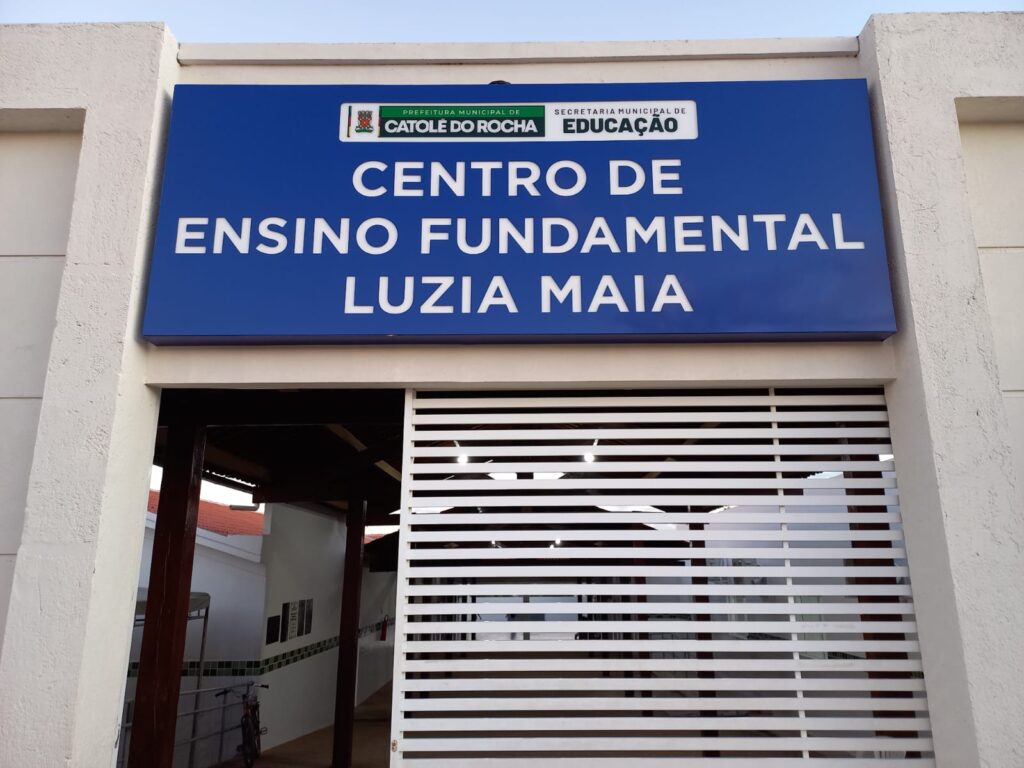 PREFEITURA MUNICIPAL DE
CATOLÉ DO ROCHA
SECRETARIA MUNICIPAL DE
EDUCAÇÃO
CENTRO DE
ENSINO FUNDAMENTAL
LUZIA MAIA